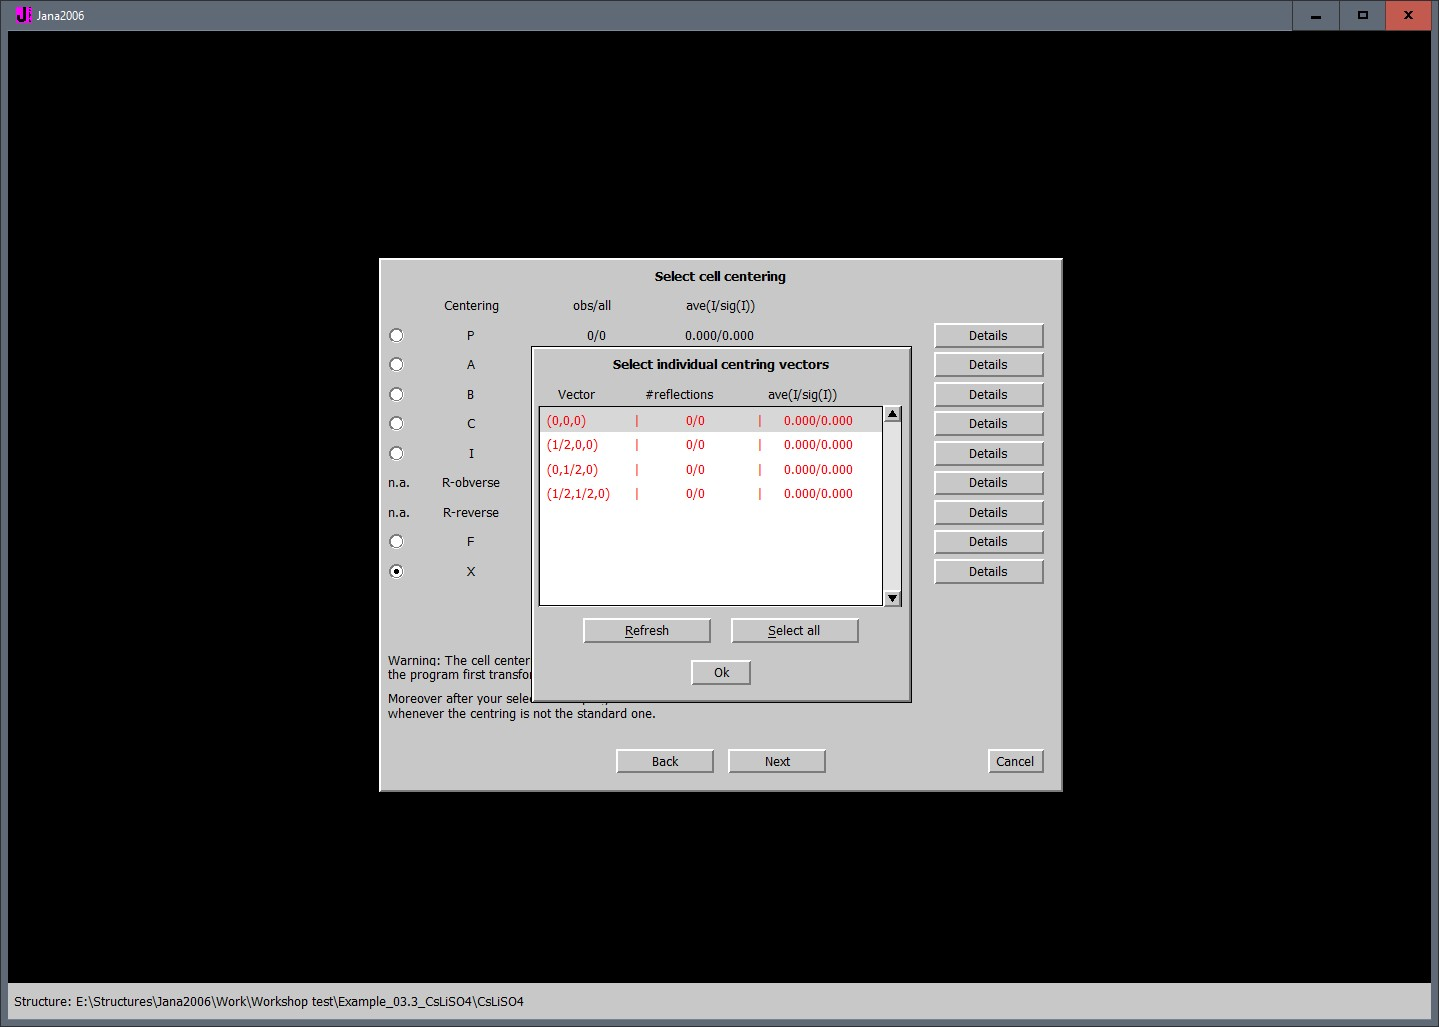 Jana2006
Select cell centering
Centering obs/all ave(I/sig(I))
P 0/0 0.000/0.000 Details
A Details
B Details
C Details
I Details
n.a. R-obverse Details
n.a. R-reverse Details
F Details
X Details
Select individual centring vectors
Vector #reflections ave(I/sig(I))
(0,0,0) | 0/0 | 0.000/0.000
(1/2,0,0) | 0/0 | 0.000/0.000
(0,1/2,0) | 0/0 | 0.000/0.000
(1/2,1/2,0) | 0/0 | 0.000/0.000
Refresh Select all
Ok
Warning: The cell center
the program first
Moreover after your
whenever the centring is not the standard one.
Back Next Cancel
Structure: E:\Structures\Jana2006\Work\Workshop test\Example_03.3_CsLiSO4\CsLiSO4